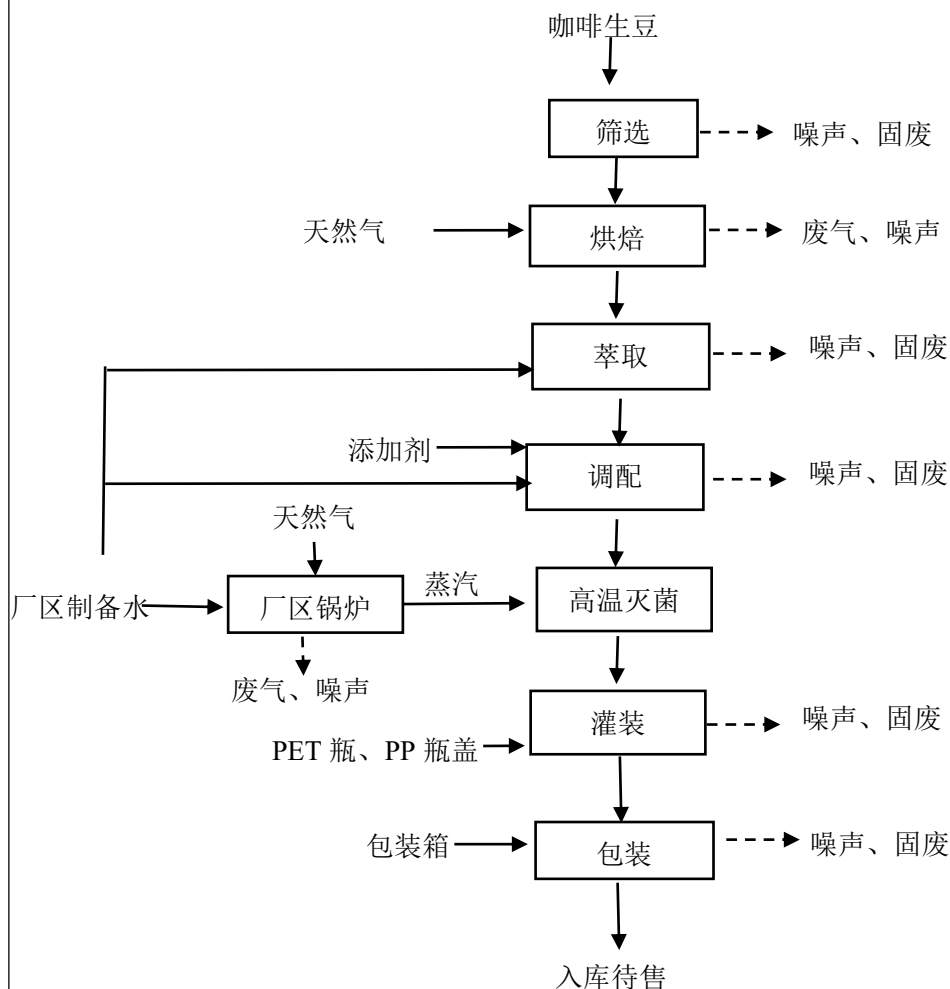 咖啡生豆
筛选
噪声、固废
天然气
烘焙
废气、噪声
萃取
噪声、固废
添加剂
调配
噪声、固废
天然气
厂区制备水
厂区锅炉
蒸汽
高温灭菌
废气、噪声
灌装
噪声、固废
PET 瓶、PP 瓶盖
包装箱
包装
噪声、固废
入库待售